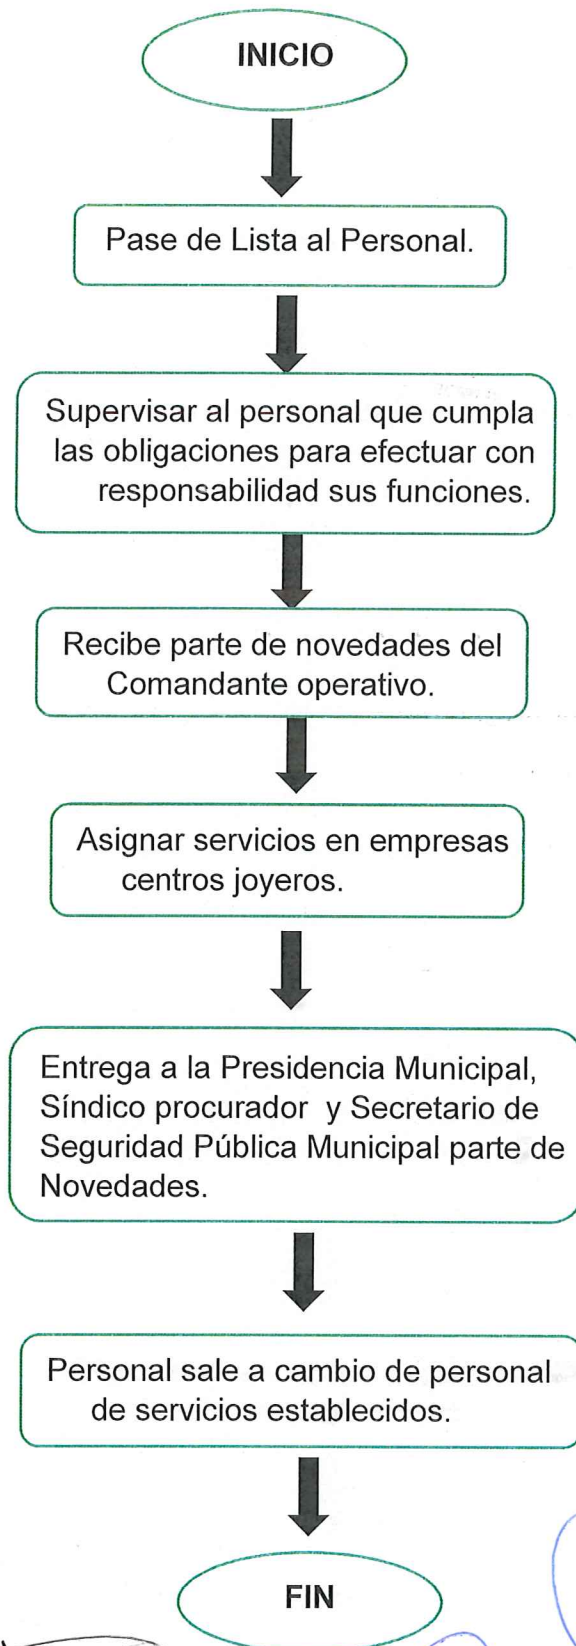 INICIO
Pase de Lista al Personal.
Supervisar al personal que cumpla
las obligaciones para efectuar con
responsabilidad sus funciones.
Recibe parte de novedades del
Comandante operativo.
Asignar servicios en empresas
centros joyeros.
Entrega a la Presidencia Municipal,
Síndico procurador y Secretario de
Seguridad Pública Municipal parte de
Novedades.
Personal sale a cambio de personal
de servicios establecidos.
FIN